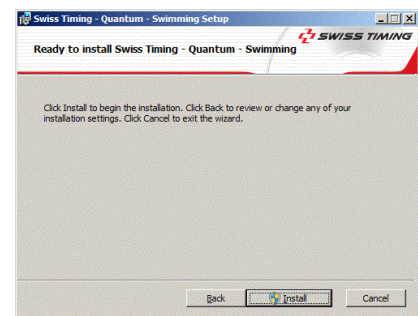 Swiss Timing - Quantum - Swimming Setup
SWISS TIMING
Ready to install Swiss Timing - Quantum - Swimming
Click Install to begin the installation. Click Back to review or change any of your
installation settings. Click Cancel to exit the wizard.
Back Install Cancel